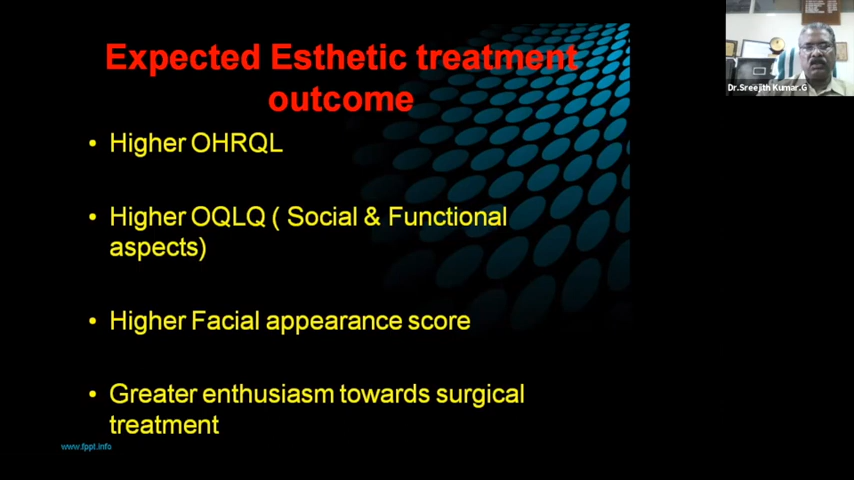 Expected Esthetic treatment
outcome
• Higher OHRQL
• Higher OQLQ ( Social & Functional
aspects)
• Higher Facial appearance score
• Greater enthusiasm towards surgical
treatment
www.fppt.info
Dr.Sreejith Kumar.G